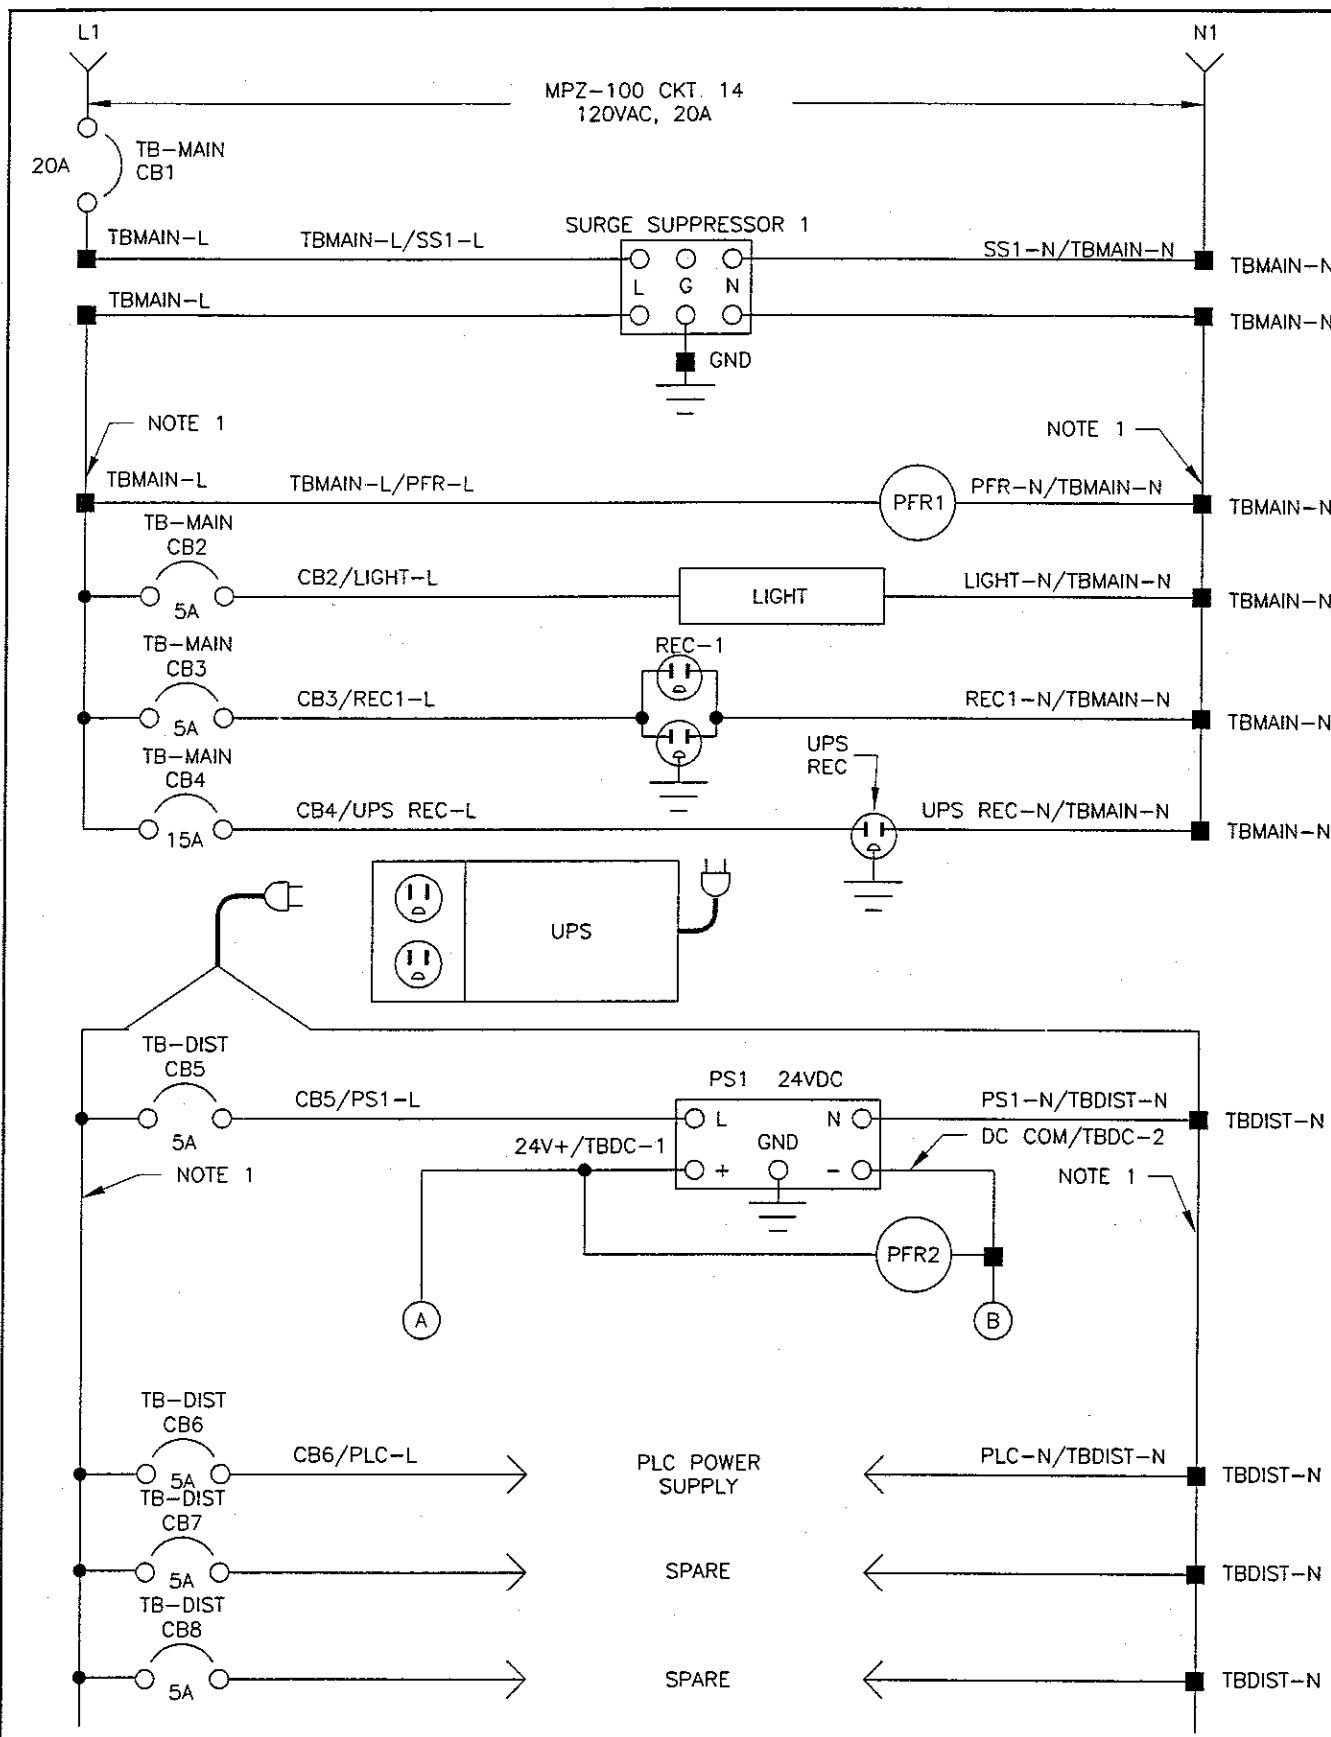 L1
N1
MPZ-100 CKT. 14
120VAC, 20A
20A
TB-MAIN
CB1
SURGE SUPPRESSOR 1
TBMAIN-L
TBMAIN-L/SS1-L
SS1-N/TBMAIN-N
TBMAIN-N
L G N
TBMAIN-L
TBMAIN-N
GND
NOTE 1
NOTE 1
TBMAIN-L
TBMAIN-L/PFR-L
PFR1
PFR-N/TBMAIN-N
TBMAIN-N
TB-MAIN
CB2
5A
CB2/LIGHT-L
LIGHT
LIGHT-N/TBMAIN-N
TBMAIN-N
TB-MAIN
CB3
5A
CB3/REC1-L
REC-1
REC1-N/TBMAIN-N
TBMAIN-N
TB-MAIN
CB4
15A
CB4/UPS REC-L
UPS
REC
UPS REC-N/TBMAIN-N
TBMAIN-N
UPS
TB-DIST
CB5
5A
CB5/PS1-L
PS1 24VDC
L
N
GND
+
-
PS1-N/TBDIST-N
TBDIST-N
24V+/TBDC-1
DC COM/TBDC-2
NOTE 1
NOTE 1
PFR2
A
B
TB-DIST
CB6
5A
CB6/PLC-L
PLC POWER
SUPPLY
PLC-N/TBDIST-N
TBDIST-N
TB-DIST
CB7
5A
SPARE
TBDIST-N
TB-DIST
CB8
5A
SPARE
TBDIST-N